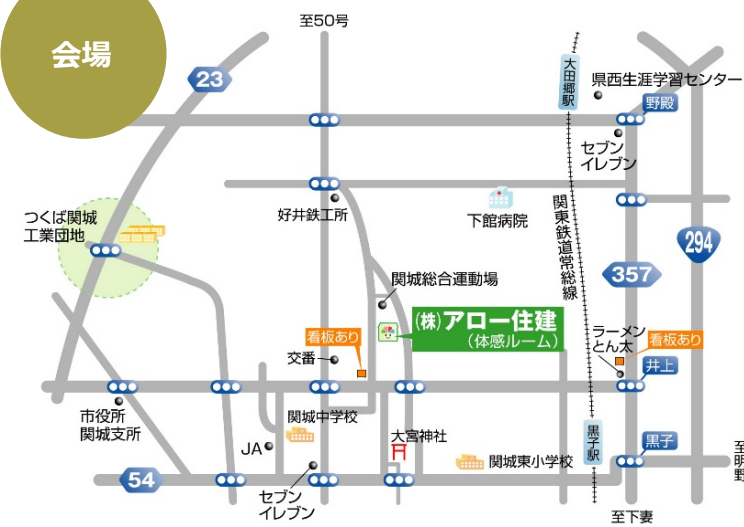 会場
至50号
23
大田郷駅
県西生涯学習センター
野殿
セブン
イレブン
つくば関城
工業団地
好井鉄工所
下館病院
関東鉄道常総線
294
357
関城総合運動場
(株)アロー住建
(体感ルーム)
看板あり
交番
ラーメン
とん太
看板あり
井上
市役所
関城支所
関城中学校
JA
大宮神社
黒子駅
黒子
関城東小学校
至明野
54
セブン
イレブン
至下妻